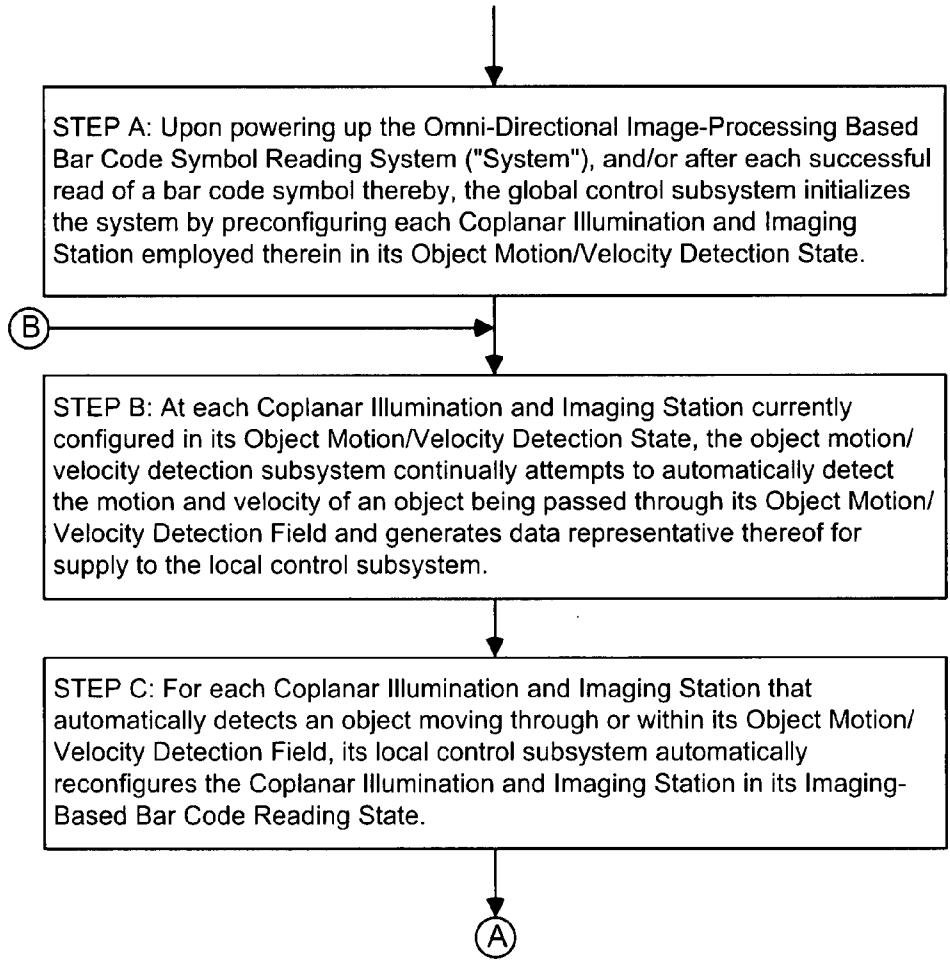 STEP A: Upon powering up the Omni-Directional Image-Processing Based
Bar Code Symbol Reading System ("System"), and/or after each successful
read of a bar code symbol thereby, the global control subsystem initializes
the system by preconfiguring each Coplanar Illumination and Imaging
Station employed therein in its Object Motion/Velocity Detection State.
B
STEP B: At each Coplanar Illumination and Imaging Station currently
configured in its Object Motion/Velocity Detection State, the object motion/
velocity detection subsystem continually attempts to automatically detect
the motion and velocity of an object being passed through its Object Motion/
Velocity Detection Field and generates data representative thereof for
supply to the local control subsystem.
STEP C: For each Coplanar Illumination and Imaging Station that
automatically detects an object moving through or within its Object Motion/
Velocity Detection Field, its local control subsystem automatically
reconfigures the Coplanar Illumination and Imaging Station in its Imaging-
Based Bar Code Reading State.
A